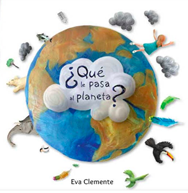 ¿Qué
le pasa
al planeta?
Eva Clemente